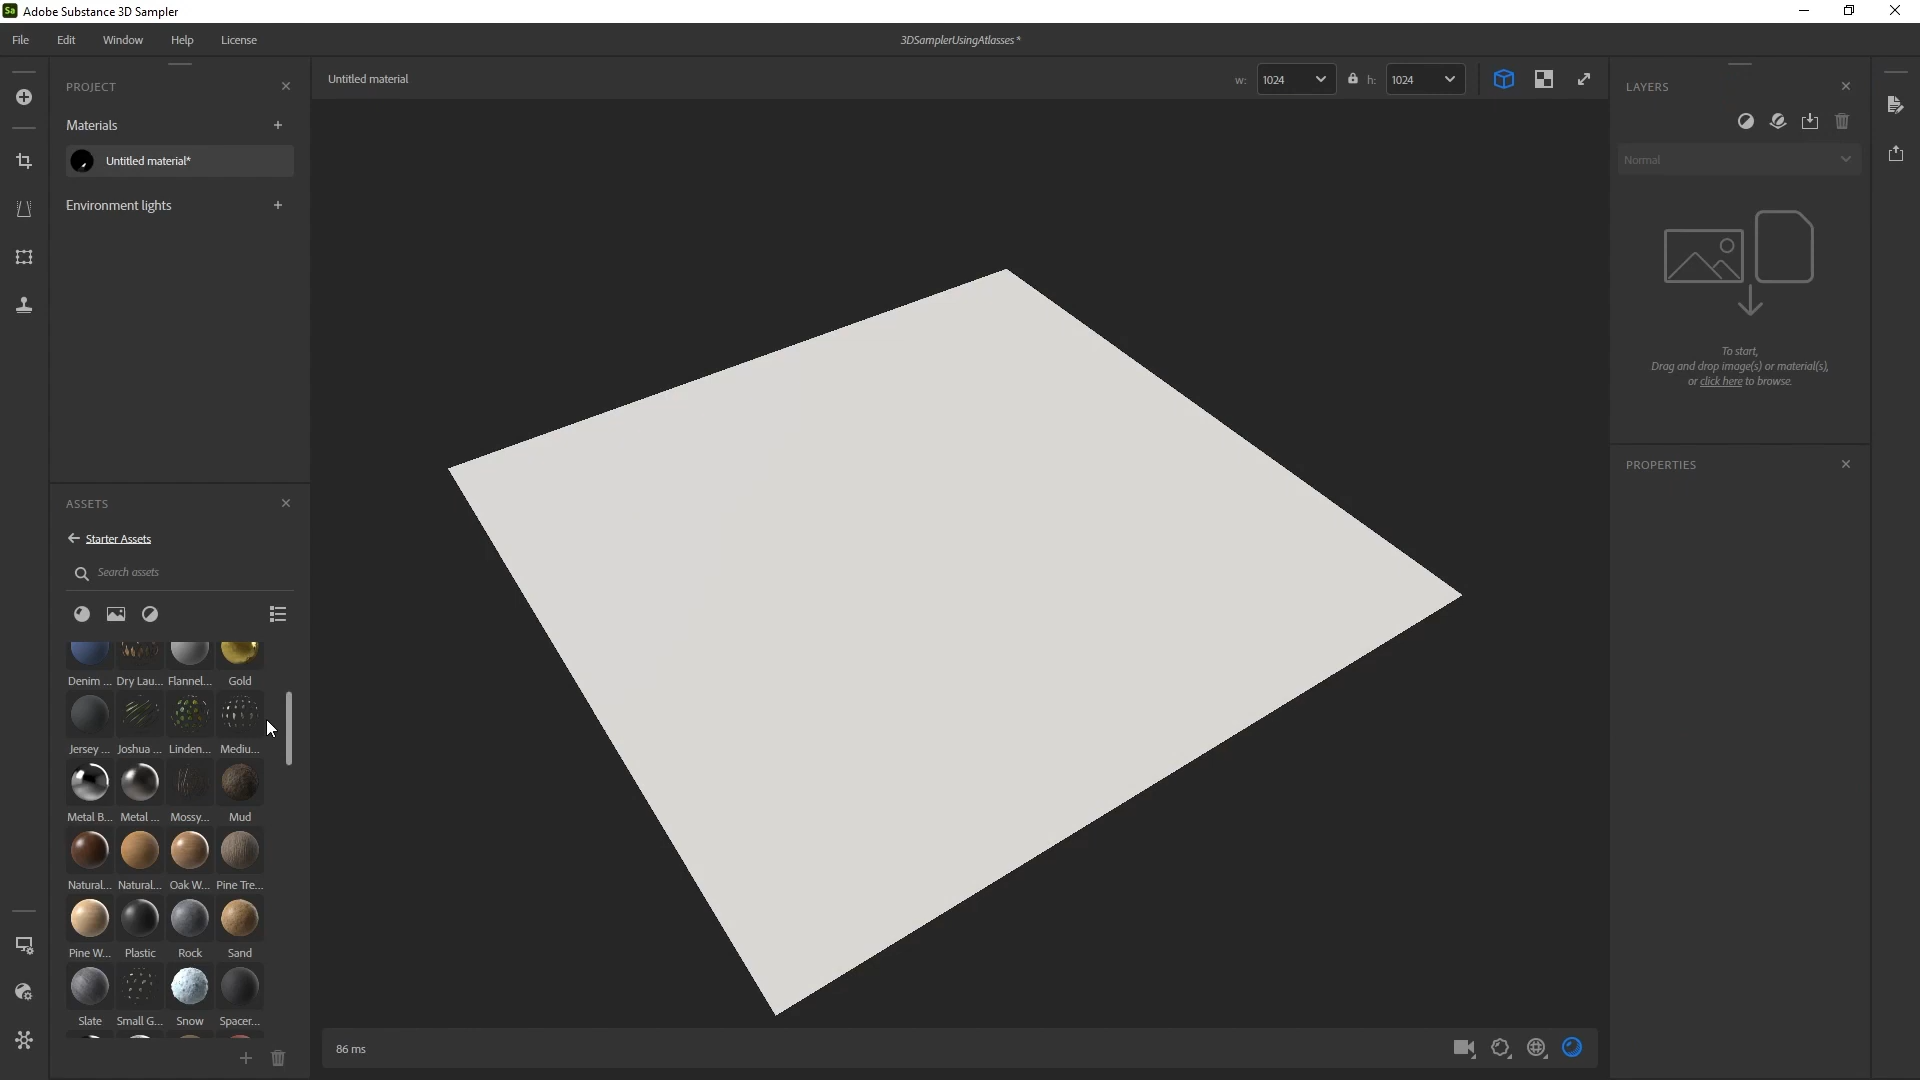 Sa Adobe Substance 3D Sampler
File Edit Window Help License
3DSamplerUsingAtlasses*
PROJECT
Materials
Untitled material*
Environment lights
Untitled material
w: 1024 h: 1024
LAYERS
Normal
To start,
Drag and drop image(s) or material(s),
or click here to browse.
PROPERTIES
ASSETS
Starter Assets
Search assets
Denim ... Dry Lau... Flannel... Gold
Jersey ... Joshua ... Linden... Mediu...
Metal B... Metal ... Mossy... Mud
Natural... Natural... Oak W... Pine Tre...
Pine W... Plastic Rock Sand
Slate Small G... Snow Spacer...
86 ms